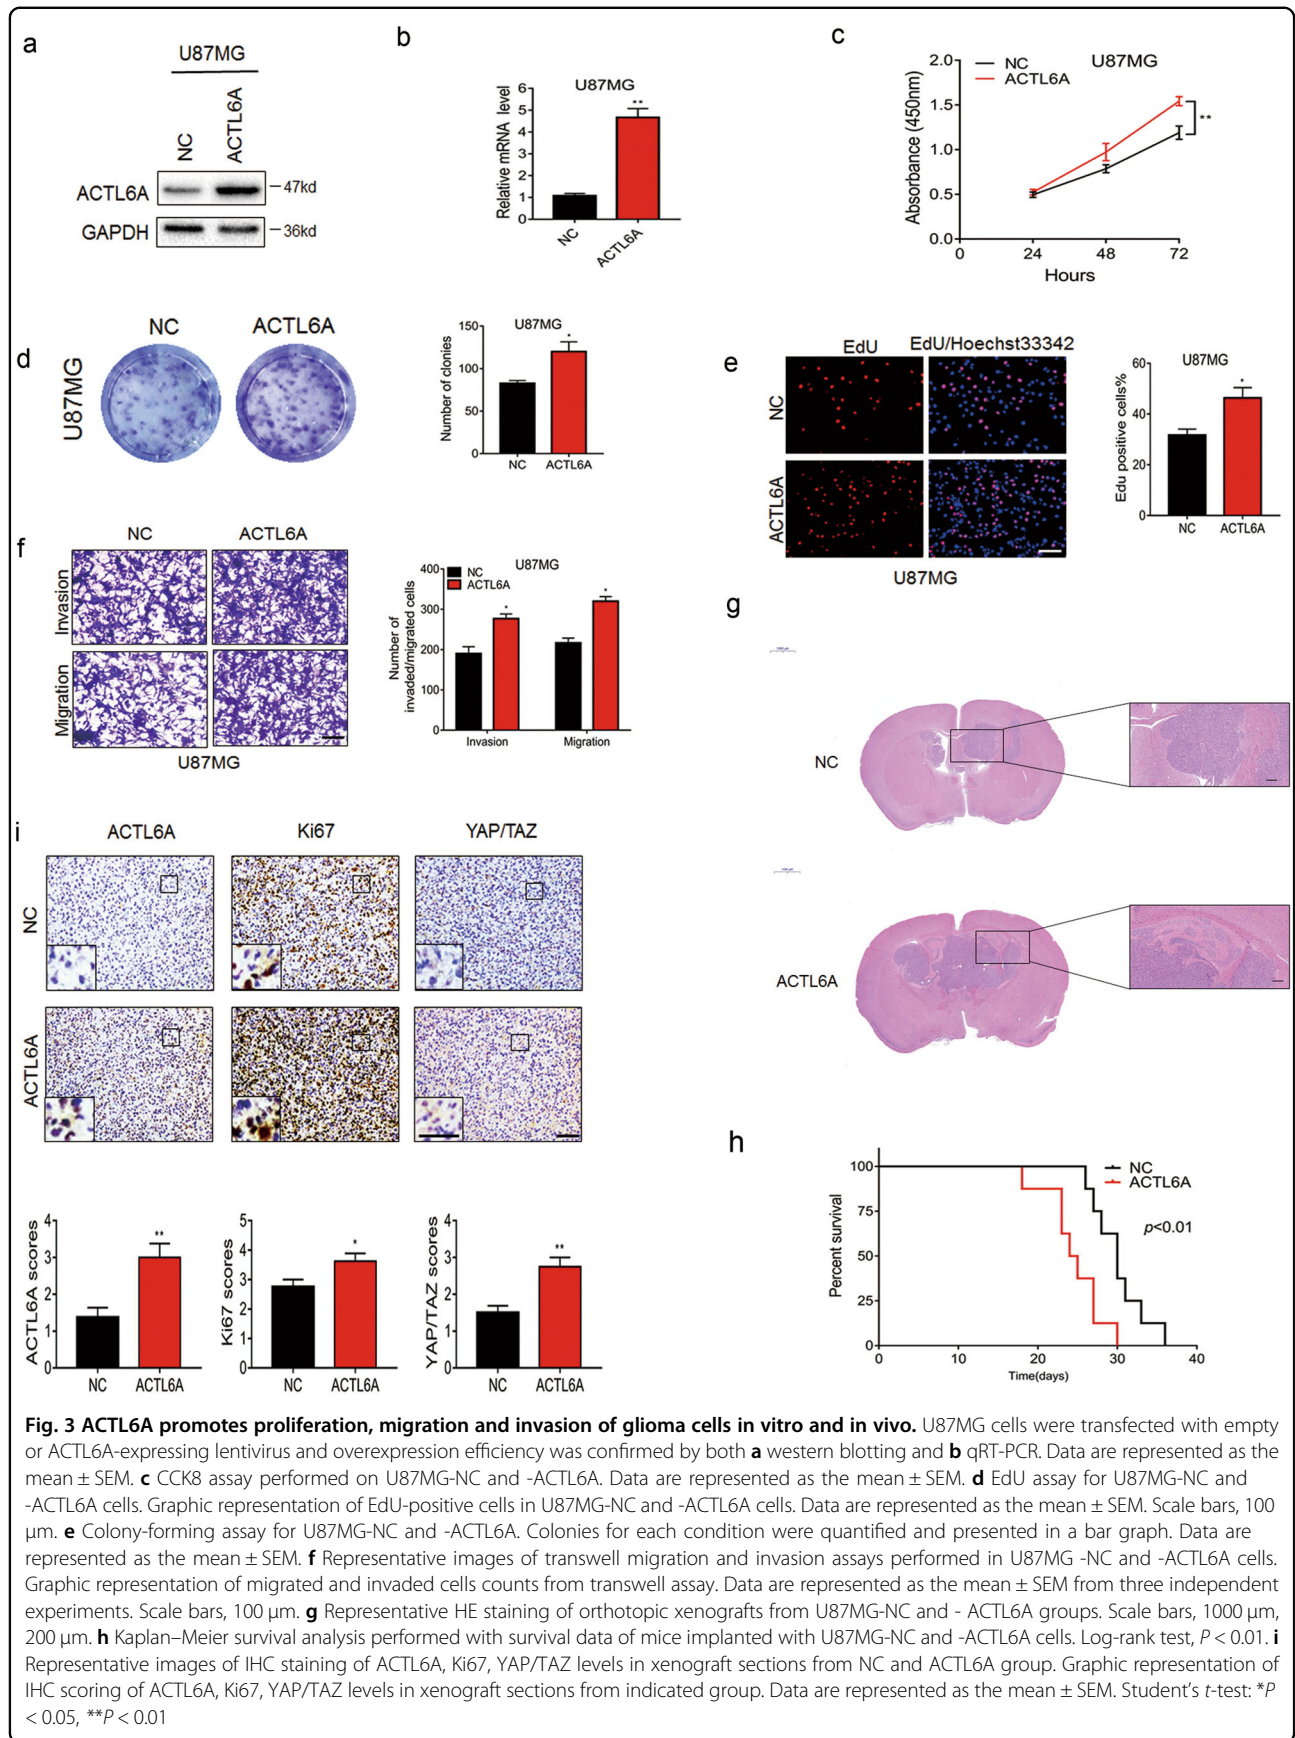 a
U87MG
NC
ACTL6A
ACTL6A
47kd
GAPDH
36kd
b
U87MG
Relative mRNA level
6
5
4
3
2
1
0
**
NC
ACTL6A
c
U87MG
NC
ACTL6A
Absorbance (450nm)
2.0
1.5
1.0
0.5
0.0
**
0
24
48
72
Hours
d
NC
ACTL6A
U87MG
U87MG
Number of colonies
150
100
50
0
*
NC
ACTL6A
e
EdU
EdU/Hoechst33342
NC
ACTL6A
U87MG
U87MG
Edu positive cells%
60
40
20
0
*
NC
ACTL6A
f
NC
ACTL6A
Invasion
Migration
U87MG
U87MG
NC
ACTL6A
Number of
invaded/migrated cells
400
300
200
100
0
*
*
Invasion
Migration
g
NC
ACTL6A
h
Percent survival
100
75
50
25
0
NC
ACTL6A
p<0.01
0
10
20
30
40
Time(days)
i
ACTL6A
Ki67
YAP/TAZ
NC
ACTL6A
ACTL6A scores
4
3
2
1
0
**
NC
ACTL6A
Ki67 scores
5
4
3
2
1
0
*
NC
ACTL6A
YAP/TAZ scores
4
3
2
1
0
**
NC
ACTL6A
Fig. 3 ACTL6A promotes proliferation, migration and invasion of glioma cells in vitro and in vivo. U87MG cells were transfected with empty
or ACTL6A-expressing lentivirus and overexpression efficiency was confirmed by both a western blotting and b qRT-PCR. Data are represented as the
mean ± SEM. c CCK8 assay performed on U87MG-NC and -ACTL6A. Data are represented as the mean ± SEM. d EdU assay for U87MG-NC and
-ACTL6A cells. Graphic representation of EdU-positive cells in U87MG-NC and -ACTL6A cells. Data are represented as the mean ± SEM. Scale bars, 100
μm. e Colony-forming assay for U87MG-NC and -ACTL6A. Colonies for each condition were quantified and presented in a bar graph. Data are
represented as the mean ± SEM. f Representative images of transwell migration and invasion assays performed in U87MG -NC and -ACTL6A cells.
Graphic representation of migrated and invaded cells counts from transwell assay. Data are represented as the mean ± SEM from three independent
experiments. Scale bars, 100 μm. g Representative HE staining of orthotopic xenografts from U87MG-NC and - ACTL6A groups. Scale bars, 1000 μm,
200 μm. h Kaplan–Meier survival analysis performed with survival data of mice implanted with U87MG-NC and -ACTL6A cells. Log-rank test, P < 0.01. i
Representative images of IHC staining of ACTL6A, Ki67, YAP/TAZ levels in xenograft sections from NC and ACTL6A group. Graphic representation of
IHC scoring of ACTL6A, Ki67, YAP/TAZ levels in xenograft sections from indicated group. Data are represented as the mean ± SEM. Student's t-test: *P
< 0.05, **P < 0.01